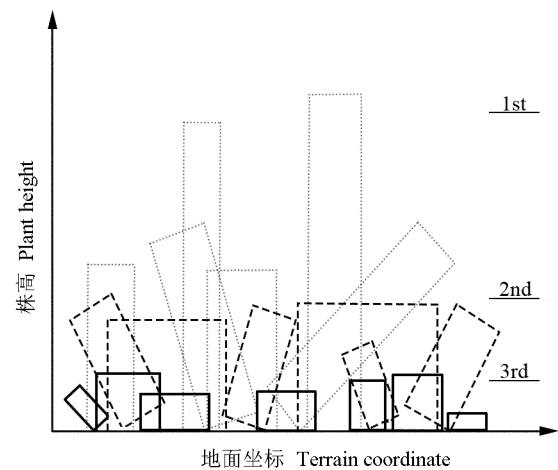 1st
2nd
3rd
株高 Plant height
地面坐标 Terrain coordinate